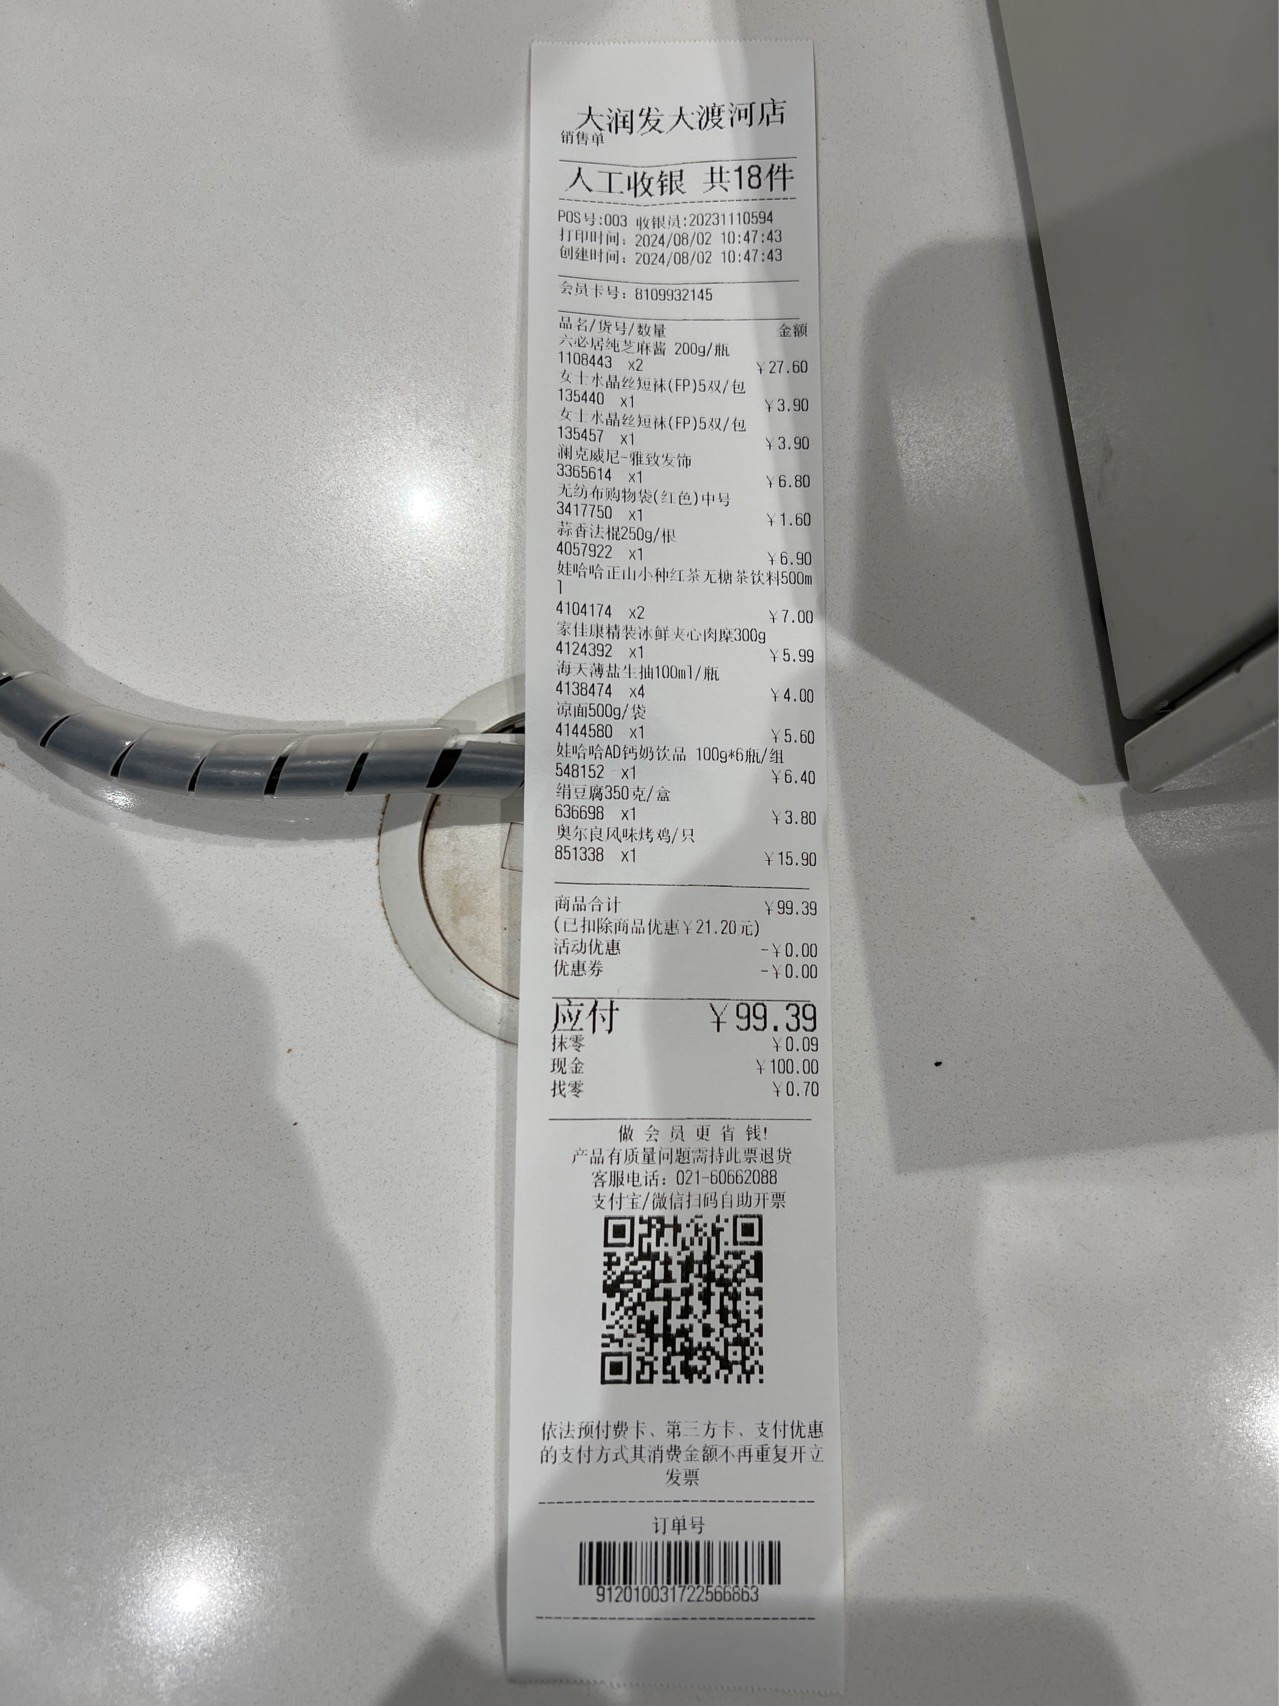 大润发大渡河店
销售单
人工收银 共18件
POS号:003 收银员:20231110594
打印时间：2024/08/02 10:47:43
创建时间：2024/08/02 10:47:43
会员卡号：8109932145
品名/货号/数量 金额
六必居纯芝麻酱 200g/瓶
1108443 x2 ￥27.60
女士水晶丝短袜(FP)5双/包
135440 x1 ￥3.90
女士水晶丝短袜(FP)5双/包
135457 x1 ￥3.90
澜克威尼-雅致发饰
3365614 x1 ￥6.80
无纺布购物袋(红色)中号
3417750 x1 ￥1.60
蒜香法棍250g/根
4057922 x1 ￥6.90
娃哈哈正山小种红茶无糖茶饮料500m
l
4104174 x2 ￥7.00
家佳康精装冰鲜夹心肉糜300g
4124392 x1 ￥5.99
海天薄盐生抽100ml/瓶
4138474 x4 ￥4.00
凉面500g/袋
4144580 x1 ￥5.60
娃哈哈AD钙奶饮品 100g*6瓶/组
548152 x1 ￥6.40
绢豆腐350克/盒
636698 x1 ￥3.80
奥尔良风味烤鸡/只
851338 x1 ￥15.90
商品合计 ￥99.39
(已扣除商品优惠￥21.20元)
活动优惠 -￥0.00
优惠券 -￥0.00
应付 ￥99.39
抹零 ￥0.09
现金 ￥100.00
找零 ￥0.70
做 会 员 更 省 钱!
产品有质量问题需持此票退货
客服电话：021-60662088
支付宝/微信扫码自助开票
依法预付费卡、第三方卡、支付优惠
的支付方式其消费金额不再重复开立
发票
订单号
912010031722566863